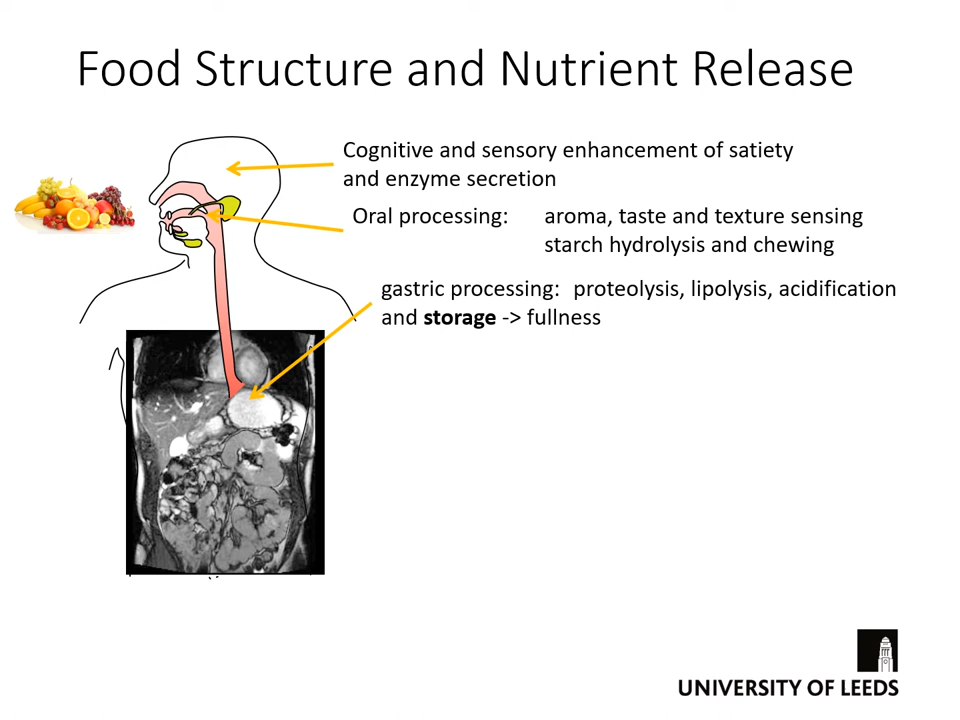 Food Structure and Nutrient Release
Cognitive and sensory enhancement of satiety
and enzyme secretion
Oral processing: aroma, taste and texture sensing
starch hydrolysis and chewing
gastric processing: proteolysis, lipolysis, acidification
and storage -> fullness
UNIVERSITY OF LEEDS